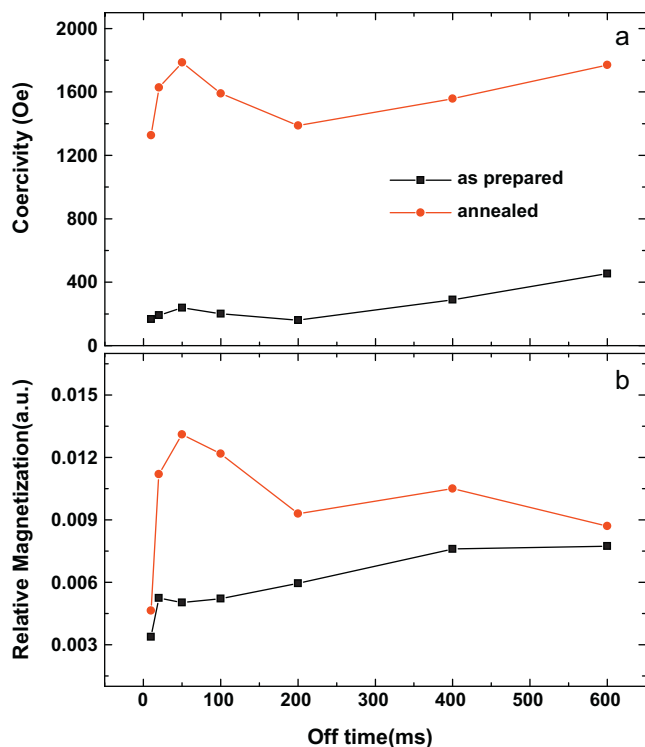 2000
a
1600
1200
800
400
0
Coercivity (Oe)
as prepared
annealed
b
0.015
0.012
0.009
0.006
0.003
Relative Magnetization(a.u.)
0 100 200 300 400 500 600
Off time(ms)